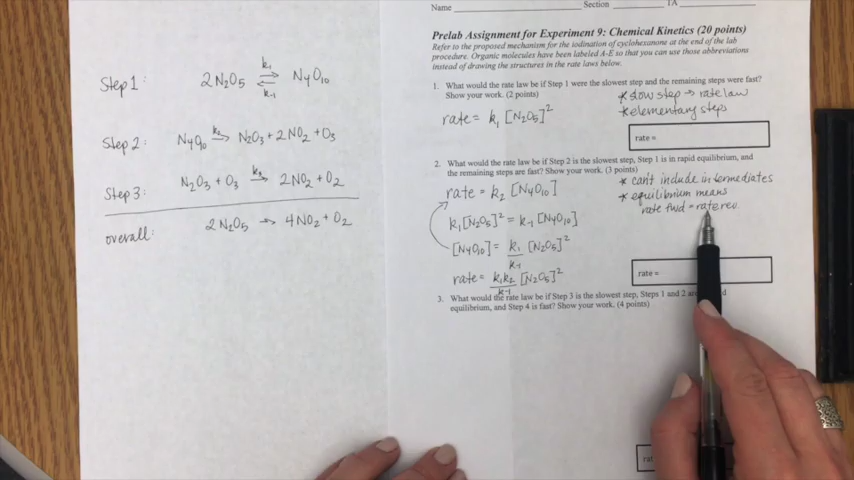 Step 1: 2N₂O₅ ⇌ N₄O₁₀
k₁
k₋₁
Step 2: N₄O₁₀ →k₂ N₂O₃ + 2NO₂ + O₃
Step 3: N₂O₃ + O₃ →k₃ 2NO₂ + O₂
overall: 2N₂O₅ → 4NO₂ + O₂
Name Section TA
Prelab Assignment for Experiment 9: Chemical Kinetics (20 points)
Refer to the proposed mechanism for the iodination of cyclohexanone at the end of the lab
procedure. Organic molecules have been labeled A-E so that you can use those abbreviations
instead of drawing the structures in the rate laws below.
1. What would the rate law be if Step 1 were the slowest step and the remaining steps were fast?
Show your work. (2 points)
* slow step → rate law
* elementary steps
rate = k₁ [N₂O₅]²
rate =
2. What would the rate law be if Step 2 is the slowest step, Step 1 is in rapid equilibrium, and
the remaining steps are fast? Show your work. (3 points)
* can't include intermediates
* equilibrium means
rate fwd = rate rev.
rate = k₂ [N₄O₁₀]
k₁[N₂O₅]² = k₋₁ [N₄O₁₀]
[N₄O₁₀] = k₁/k₋₁ [N₂O₅]²
rate = k₁k₂/k₋₁ [N₂O₅]²
rate =
3. What would the rate law be if Step 3 is the slowest step, Steps 1 and 2 are
equilibrium, and Step 4 is fast? Show your work. (4 points)